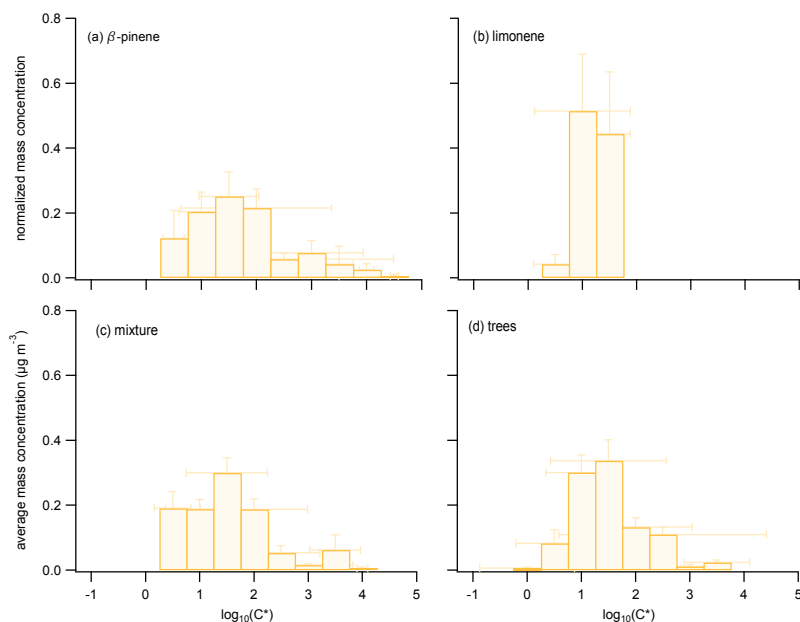 0.8
0.6
0.4
0.2
0.0
normalized mass concentration
(a) β-pinene
(b) limonene
0.8
0.6
0.4
0.2
0.0
average mass concentration (µg m⁻³)
(c) mixture
(d) trees
-1 0 1 2 3 4 5
log₁₀(C*)
-1 0 1 2 3 4 5
log₁₀(C*)